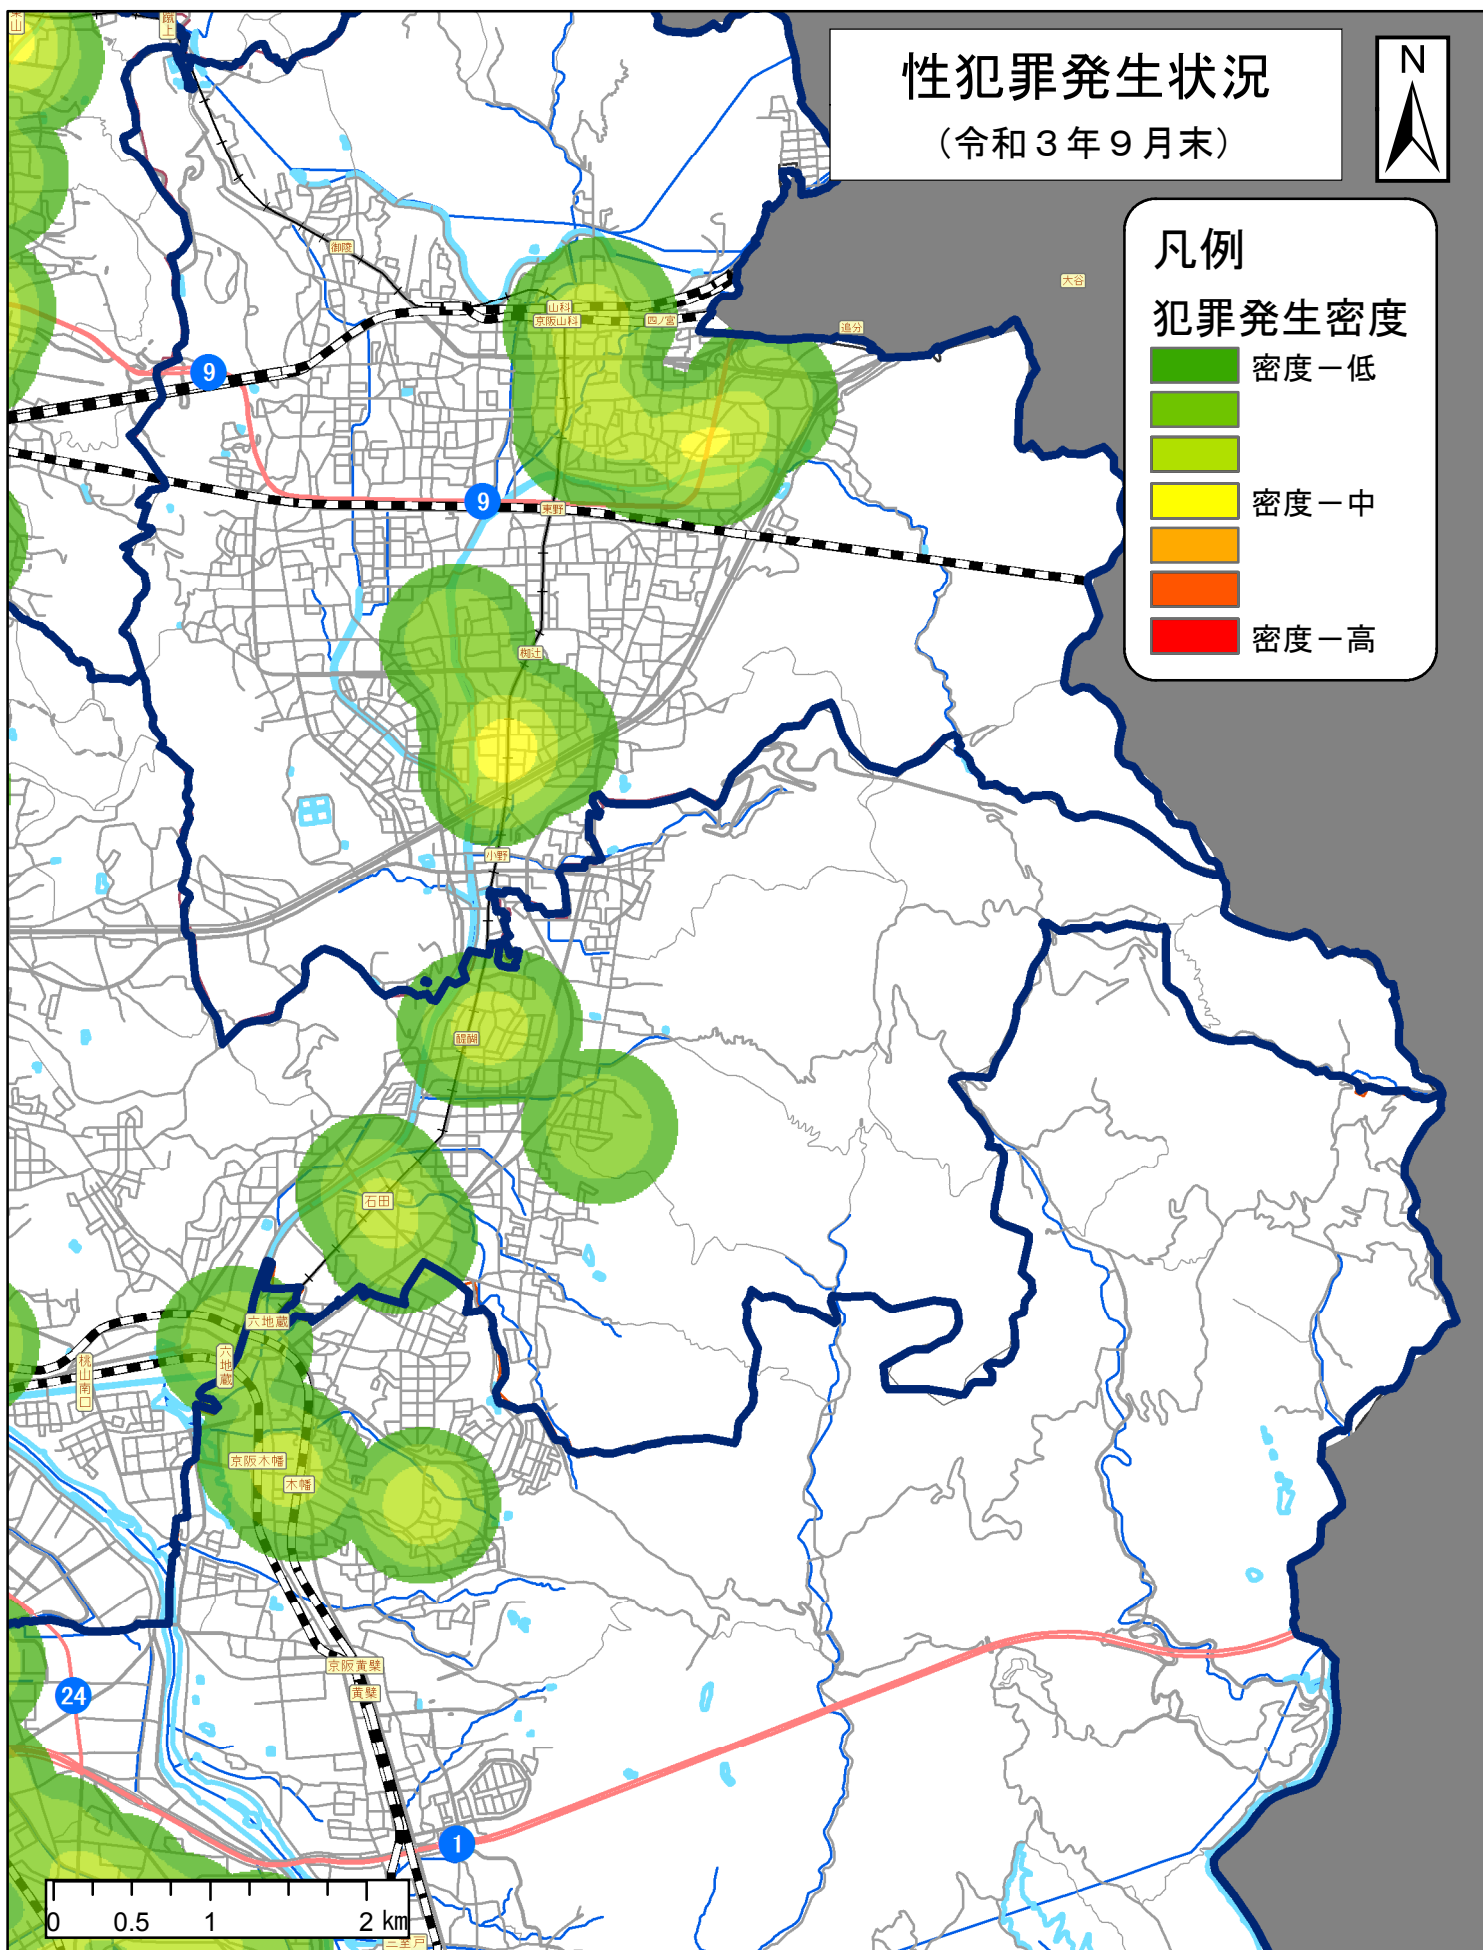 性犯罪発生状況
（令和３年９月末）
N
凡例
犯罪発生密度
密度－低
密度－中
密度－高
蹴上
御陵
山科
京阪山科
四ノ宮
追分
大谷
9
9
東野
椥辻
小野
醍醐
石田
六地蔵
六地蔵
桃山南口
京阪木幡
木幡
京阪黄檗
黄檗
24
1
0 0.5 1 2 km